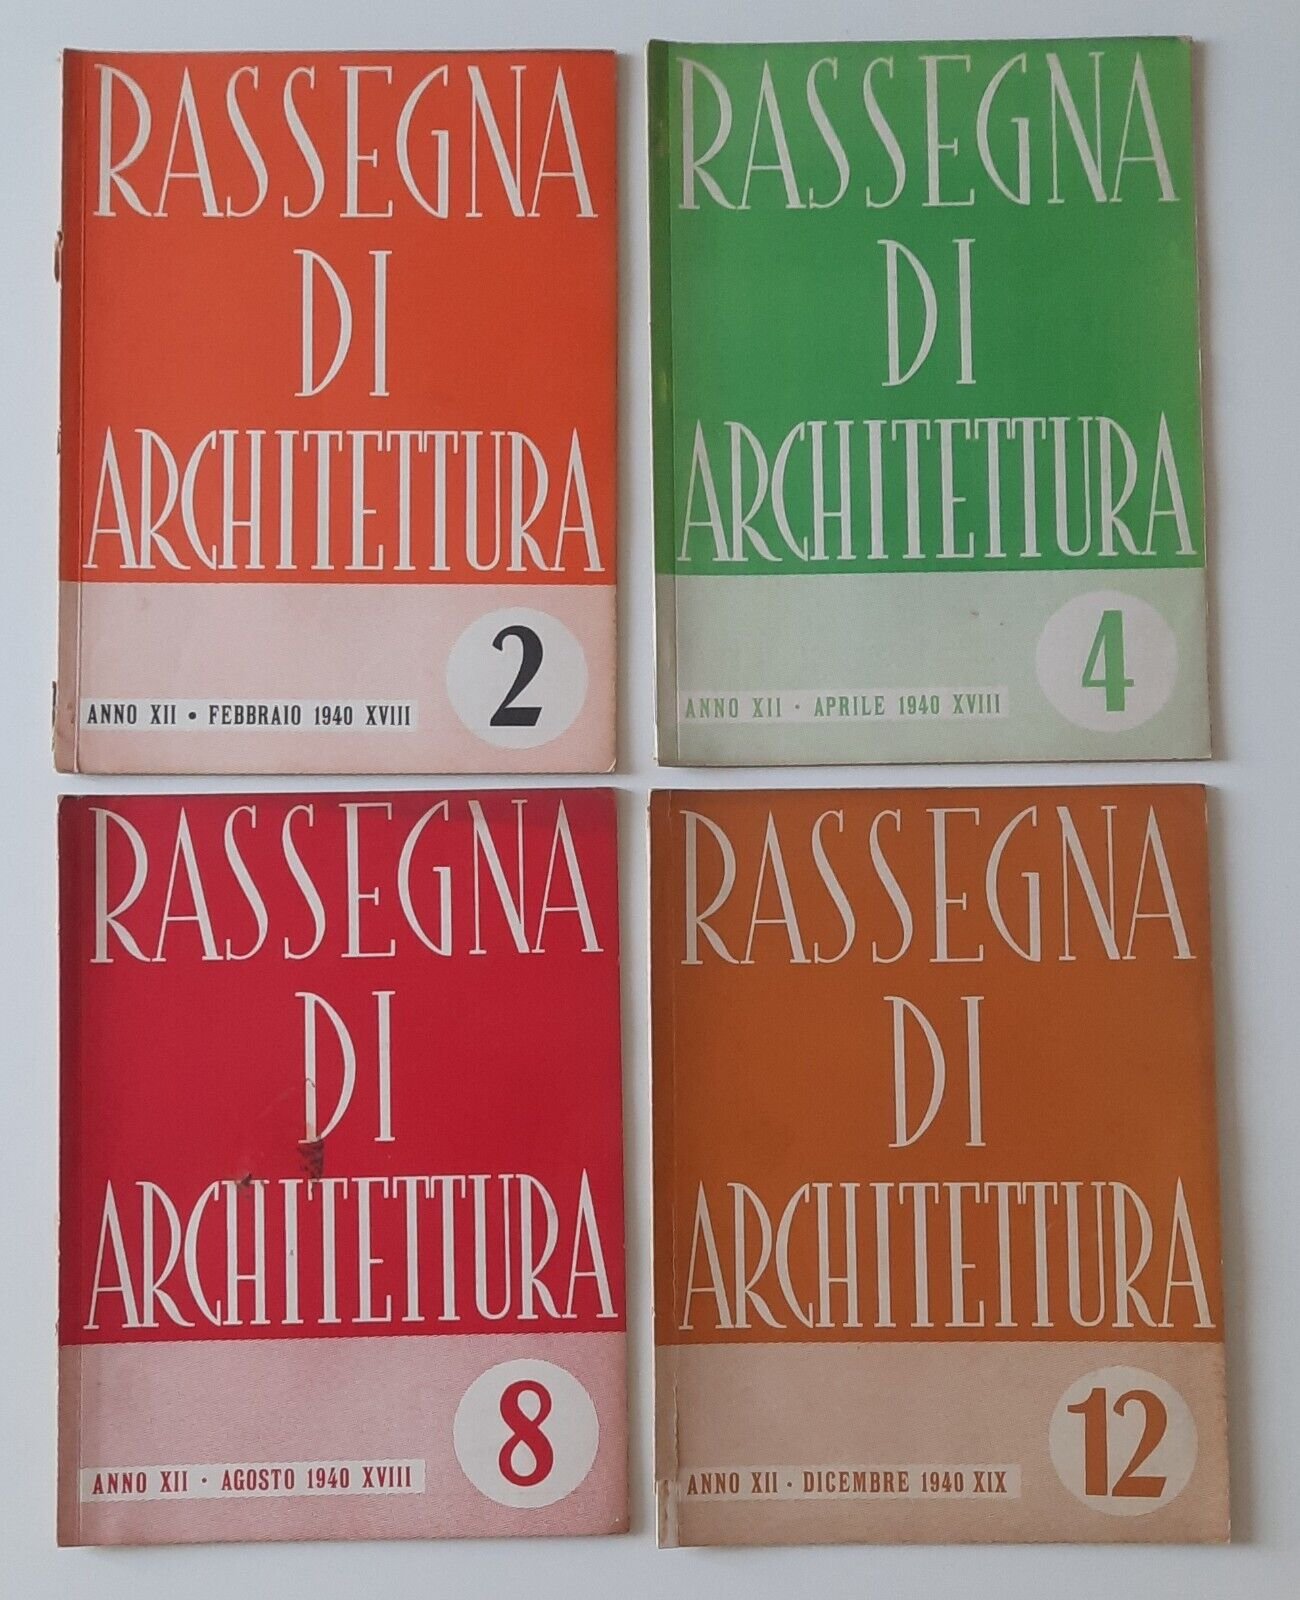 RASSEGNA
DI
ARCHITETTURA
2
ANNO XII • FEBBRAIO 1940 XVIII
RASSEGNA
DI
ARCHITETTURA
4
ANNO XII · APRILE 1940 XVIII
RASSEGNA
DI
ARCHITETTURA
8
ANNO XII · AGOSTO 1940 XVIII
RASSEGNA
DI
ARCHITETTURA
12
ANNO XII · DICEMBRE 1940 XIX